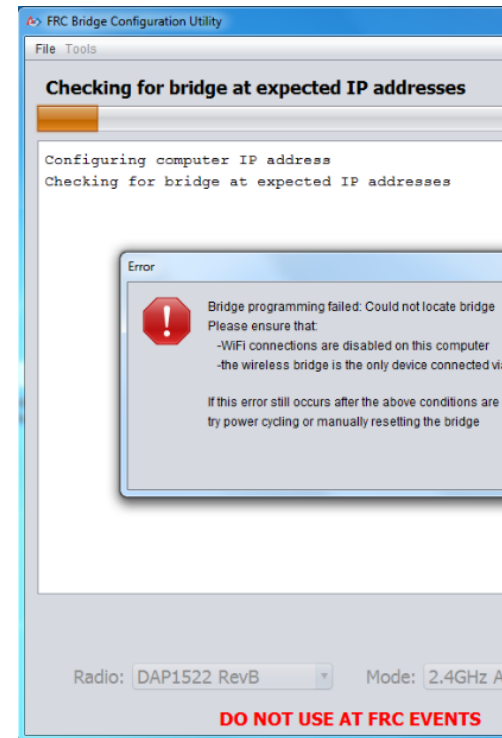 FRC Bridge Configuration Utility
File Tools
Checking for bridge at expected IP addresses
Configuring computer IP address
Checking for bridge at expected IP addresses
Error
Bridge programming failed: Could not locate bridge
Please ensure that:
-WiFi connections are disabled on this computer
-the wireless bridge is the only device connected via
If this error still occurs after the above conditions are
try power cycling or manually resetting the bridge
Radio: DAP1522 RevB Mode: 2.4GHz A
DO NOT USE AT FRC EVENTS